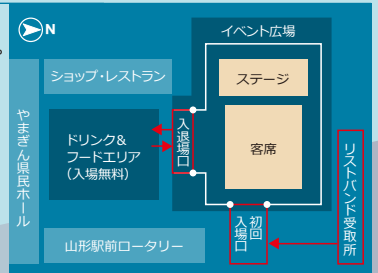 N
イベント広場
ショップ・レストラン
ステージ
やまぎん県民ホール
ドリンク&
フードエリア
(入場無料)
入退場口
客席
リストバンド受取所
初回
入場口
山形駅前ロータリー